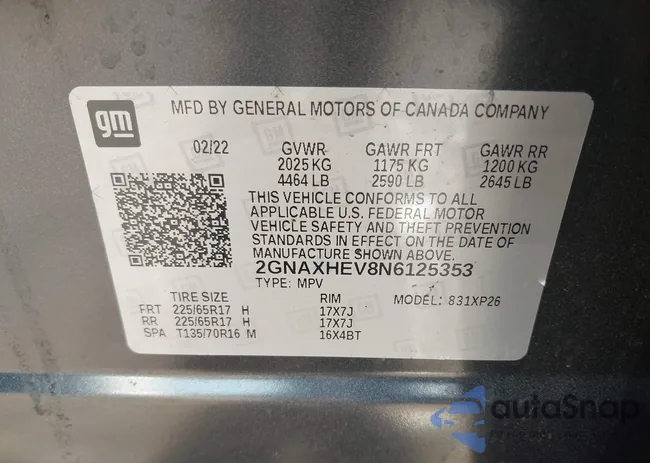 gm
MFD BY GENERAL MOTORS OF CANADA COMPANY
02/22 GVWR GAWR FRT GAWR RR
2025 KG 1175 KG 1200 KG
4464 LB 2590 LB 2645 LB
THIS VEHICLE CONFORMS TO ALL
APPLICABLE U.S. FEDERAL MOTOR
VEHICLE SAFETY AND THEFT PREVENTION
STANDARDS IN EFFECT ON THE DATE
OF MANUFACTURE SHOWN ABOVE.
2GNAXHEV8N6125353
TYPE: MPV MODEL: 831XP26
TIRE SIZE RIM
FRT 225/65R17 H 17X7J
RR 225/65R17 H 17X7J
SPA T135/70R16 M 16X4BT
autoSnap